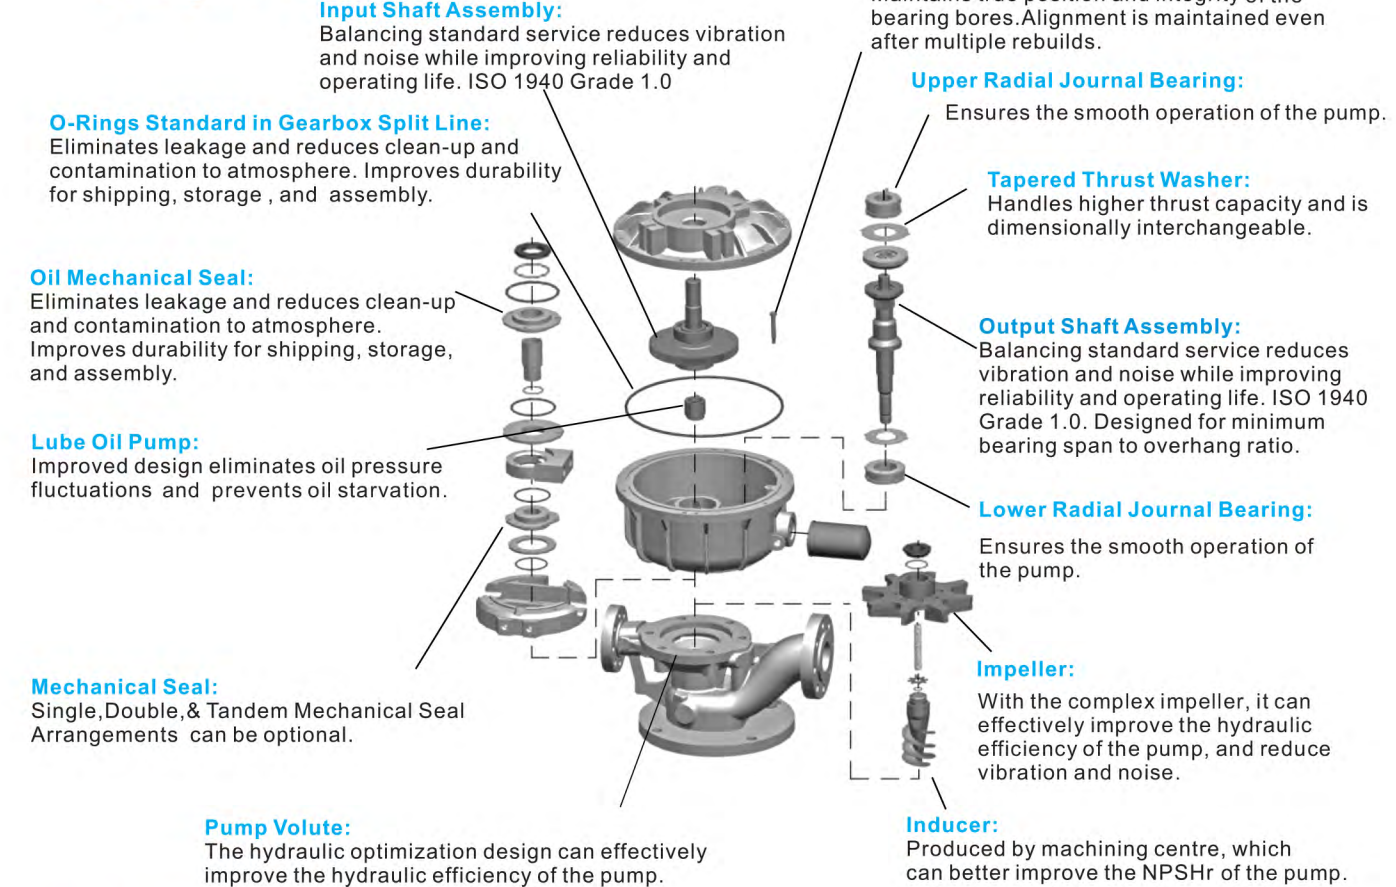 Input Shaft Assembly:
Balancing standard service reduces vibration
and noise while improving reliability and
operating life. ISO 1940 Grade 1.0
bearing bores.Alignment is maintained even
after multiple rebuilds.
Upper Radial Journal Bearing:
Ensures the smooth operation of the pump.
O-Rings Standard in Gearbox Split Line:
Eliminates leakage and reduces clean-up and
contamination to atmosphere. Improves durability
for shipping, storage , and assembly.
Tapered Thrust Washer:
Handles higher thrust capacity and is
dimensionally interchangeable.
Oil Mechanical Seal:
Eliminates leakage and reduces clean-up
and contamination to atmosphere.
Improves durability for shipping, storage,
and assembly.
Output Shaft Assembly:
Balancing standard service reduces
vibration and noise while improving
reliability and operating life. ISO 1940
Grade 1.0. Designed for minimum
bearing span to overhang ratio.
Lube Oil Pump:
Improved design eliminates oil pressure
fluctuations and prevents oil starvation.
Lower Radial Journal Bearing:
Ensures the smooth operation of
the pump.
Mechanical Seal:
Single,Double,& Tandem Mechanical Seal
Arrangements can be optional.
Impeller:
With the complex impeller, it can
effectively improve the hydraulic
efficiency of the pump, and reduce
vibration and noise.
Pump Volute:
The hydraulic optimization design can effectively
improve the hydraulic efficiency of the pump.
Inducer:
Produced by machining centre, which
can better improve the NPSHr of the pump.